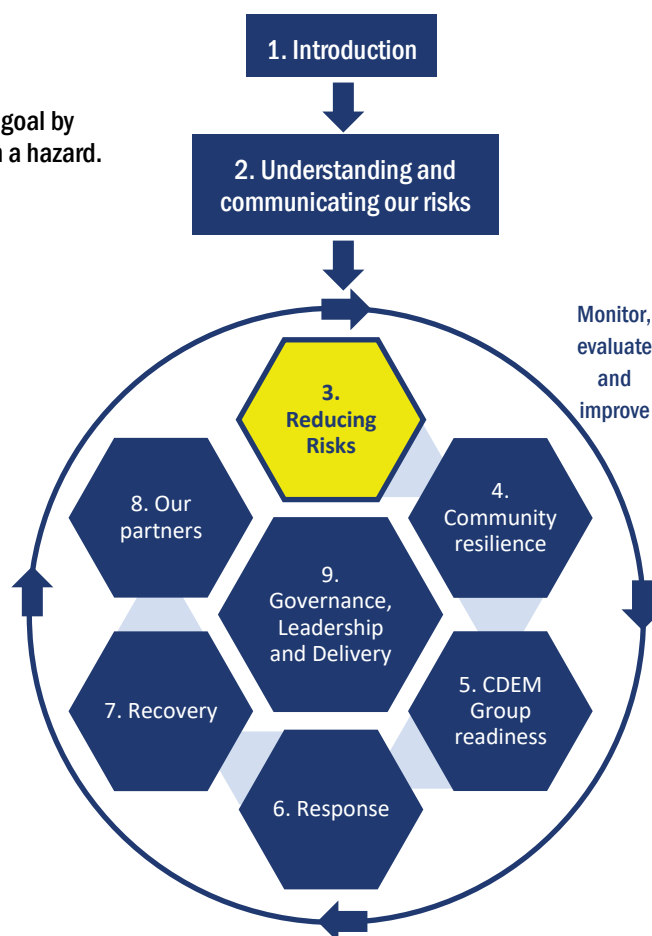 1. Introduction
goal by
a hazard.
2. Understanding and
communicating our risks
Monitor,
evaluate
and
improve
3.
Reducing
Risks
4.
Community
resilience
8. Our
partners
9.
Governance,
Leadership
and Delivery
5. CDEM
Group
readiness
7. Recovery
6. Response